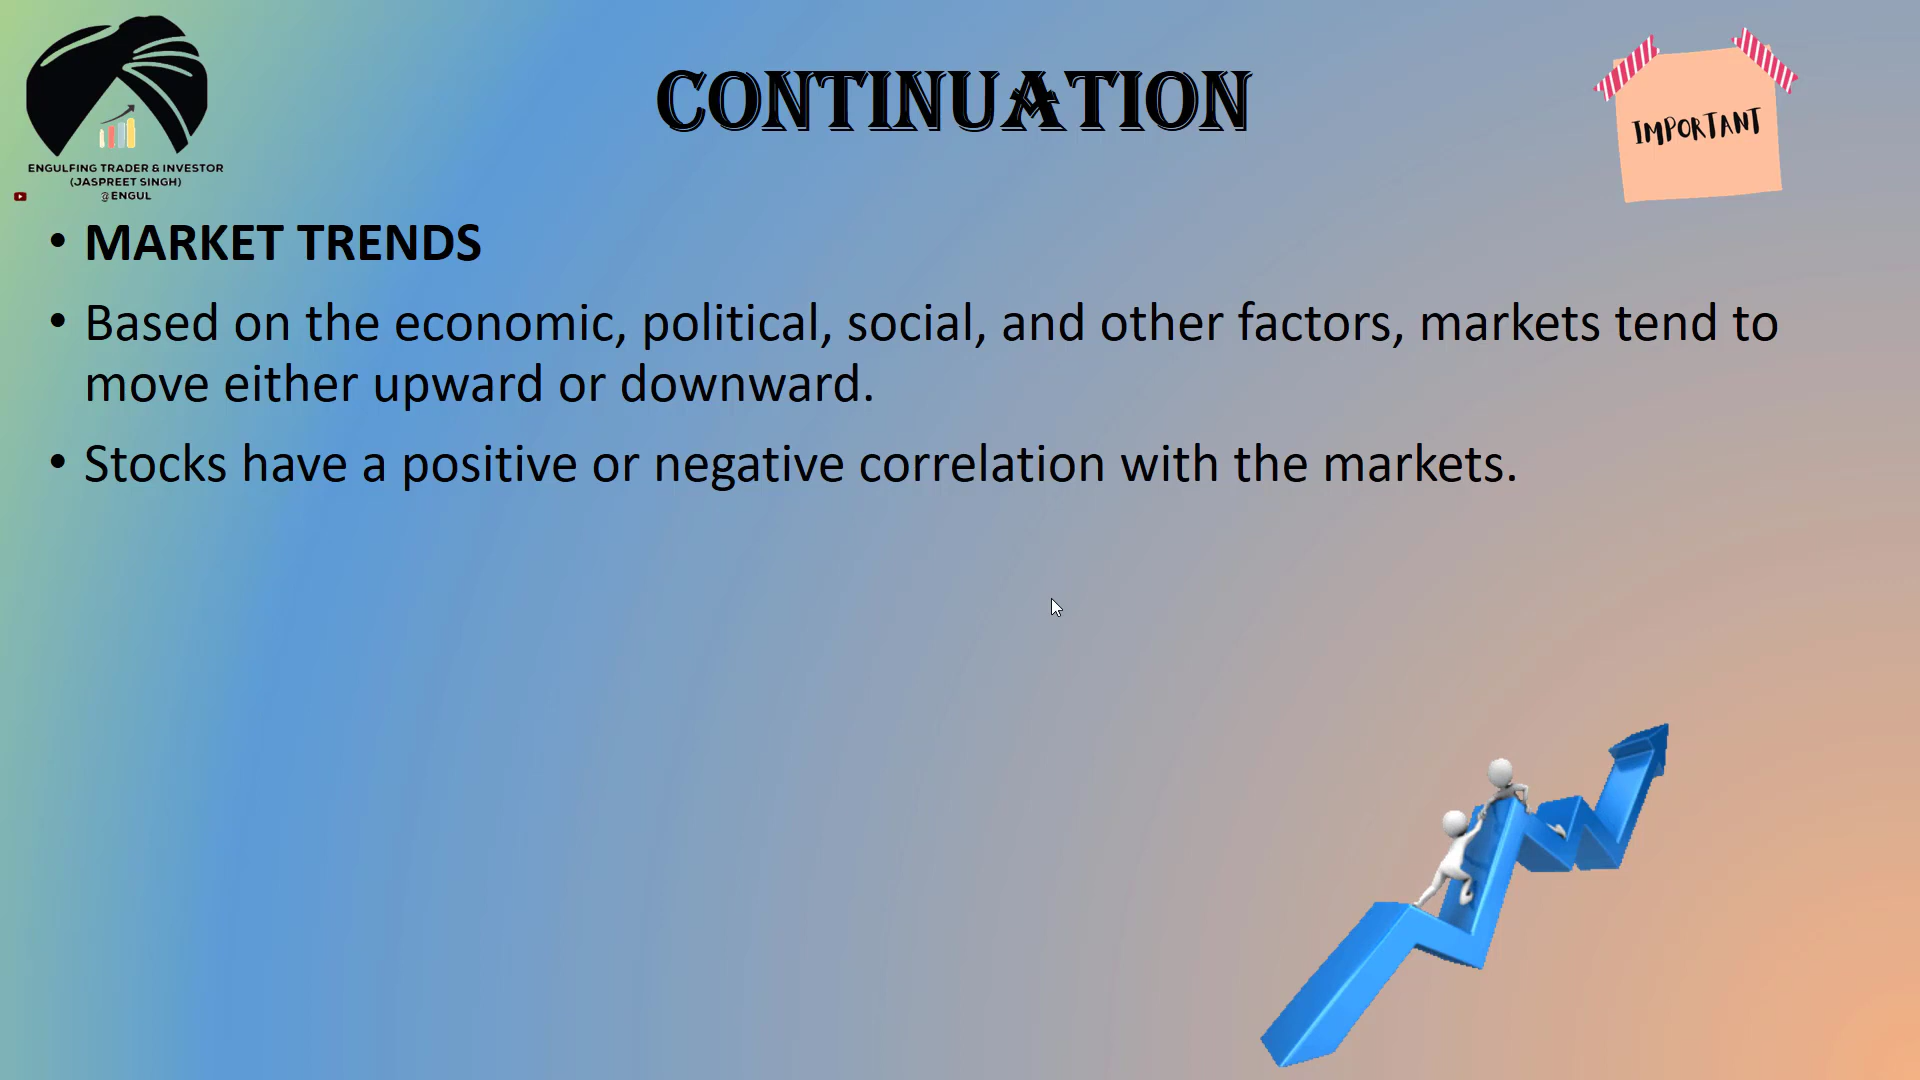 CONTINUATION
IMPORTANT
ENGULFING TRADER & INVESTOR
(JASPREET SINGH)
@ENGUL
• MARKET TRENDS
• Based on the economic, political, social, and other factors, markets tend to
move either upward or downward.
• Stocks have a positive or negative correlation with the markets.